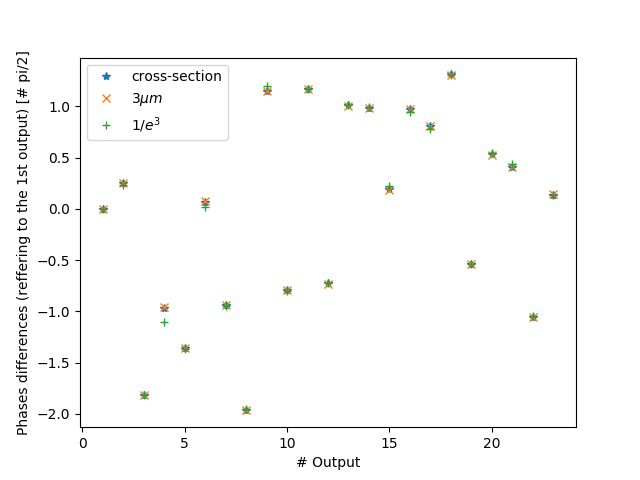 Phases differences (reffering to the 1st output) [# pi/2]
1.0
0.5
0.0
−0.5
−1.0
−1.5
−2.0
cross-section
3μm
1/e³
0 5 10 15 20
# Output